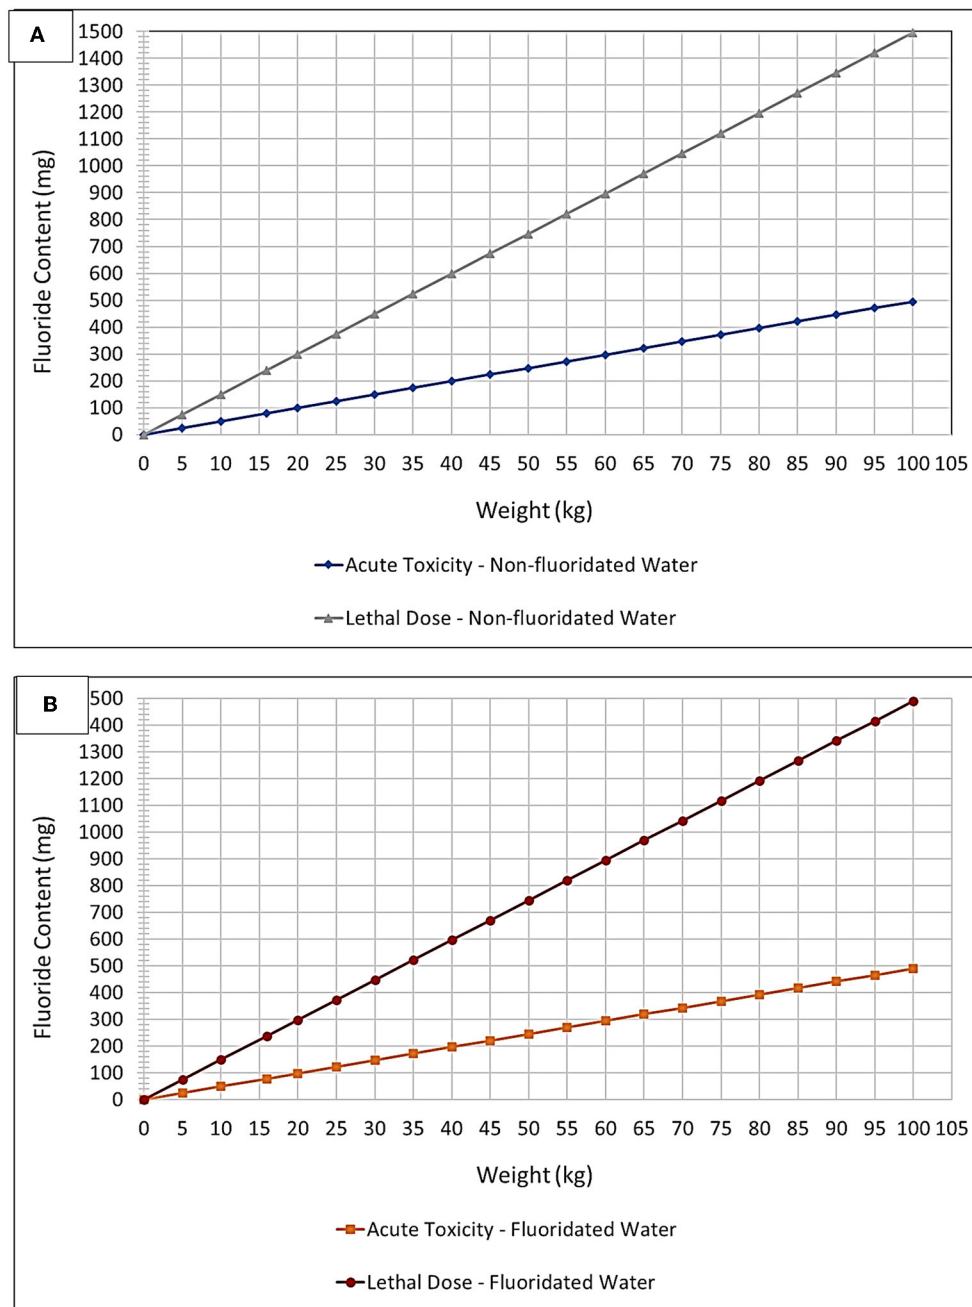 A
1500
1400
1300
1200
1100
1000
900
800
700
600
500
400
300
200
100
0
Fluoride Content (mg)
0 5 10 15 20 25 30 35 40 45 50 55 60 65 70 75 80 85 90 95 100 105
Weight (kg)
Acute Toxicity - Non-fluoridated Water
Lethal Dose - Non-fluoridated Water
B
500
400
1300
1200
1100
1000
900
800
700
600
500
400
300
200
100
0
Fluoride Content (mg)
0 5 10 15 20 25 30 35 40 45 50 55 60 65 70 75 80 85 90 95 100 105
Weight (kg)
Acute Toxicity - Fluoridated Water
Lethal Dose - Fluoridated Water